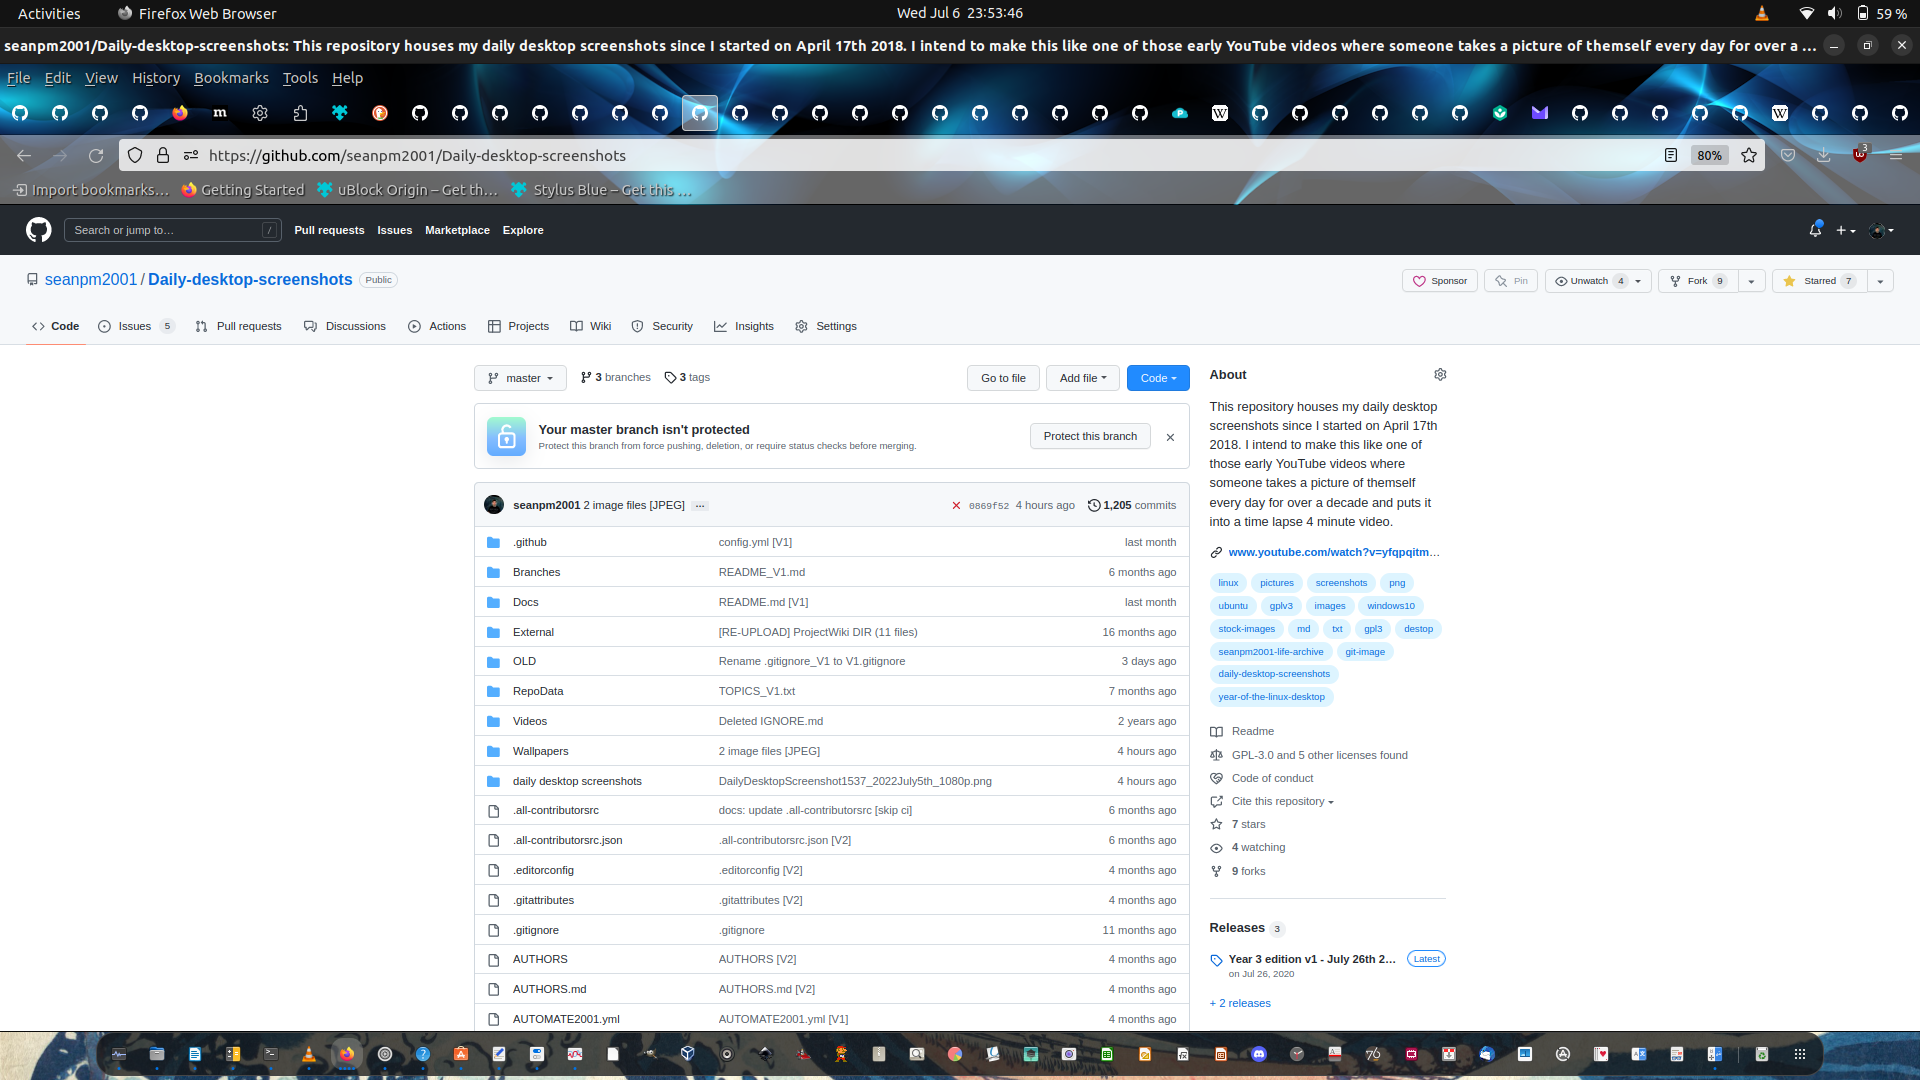 Activities Firefox Web Browser Wed Jul 6 23:53:46 59 %
seanpm2001/Daily-desktop-screenshots: This repository houses my daily desktop screenshots since I started on April 17th 2018. I intend to make this like one of those early YouTube videos where someone takes a picture of themself every day for over a ...
File Edit View History Bookmarks Tools Help
https://github.com/seanpm2001/Daily-desktop-screenshots 80% 3
Import bookmarks... Getting Started uBlock Origin – Get th... Stylus Blue – Get this ...
Search or jump to... / Pull requests Issues Marketplace Explore
seanpm2001 / Daily-desktop-screenshots Public Sponsor Pin Unwatch 4 Fork 9 Starred 7
Code Issues 5 Pull requests Discussions Actions Projects Wiki Security Insights Settings
master 3 branches 3 tags Go to file Add file Code
Your master branch isn't protected
Protect this branch from force pushing, deletion, or require status checks before merging.
Protect this branch
seanpm2001 2 image files [JPEG] ... 0869f52 4 hours ago 1,205 commits
.github config.yml [V1] last month
Branches README_V1.md 6 months ago
Docs README.md [V1] last month
External [RE-UPLOAD] ProjectWiki DIR (11 files) 16 months ago
OLD Rename .gitignore_V1 to V1.gitignore 3 days ago
RepoData TOPICS_V1.txt 7 months ago
Videos Deleted IGNORE.md 2 years ago
Wallpapers 2 image files [JPEG] 4 hours ago
daily desktop screenshots DailyDesktopScreenshot1537_2022July5th_1080p.png 4 hours ago
.all-contributorsrc docs: update .all-contributorsrc [skip ci] 6 months ago
.all-contributorsrc.json .all-contributorsrc.json [V2] 6 months ago
.editorconfig .editorconfig [V2] 4 months ago
.gitattributes .gitattributes [V2] 4 months ago
.gitignore .gitignore 11 months ago
AUTHORS AUTHORS [V2] 4 months ago
AUTHORS.md AUTHORS.md [V2] 4 months ago
AUTOMATE2001.yml AUTOMATE2001.yml [V1] 4 months ago
About
This repository houses my daily desktop
screenshots since I started on April 17th
2018. I intend to make this like one of
those early YouTube videos where
someone takes a picture of themself
every day for over a decade and puts it
into a time lapse 4 minute video.
www.youtube.com/watch?v=yfqpqitm...
linux pictures screenshots png
ubuntu gplv3 images windows10
stock-images md txt gpl3 destop
seanpm2001-life-archive git-image
daily-desktop-screenshots
year-of-the-linux-desktop
Readme
GPL-3.0 and 5 other licenses found
Code of conduct
Cite this repository
7 stars
4 watching
9 forks
Releases 3
Year 3 edition v1 - July 26th 2... Latest
on Jul 26, 2020
+ 2 releases